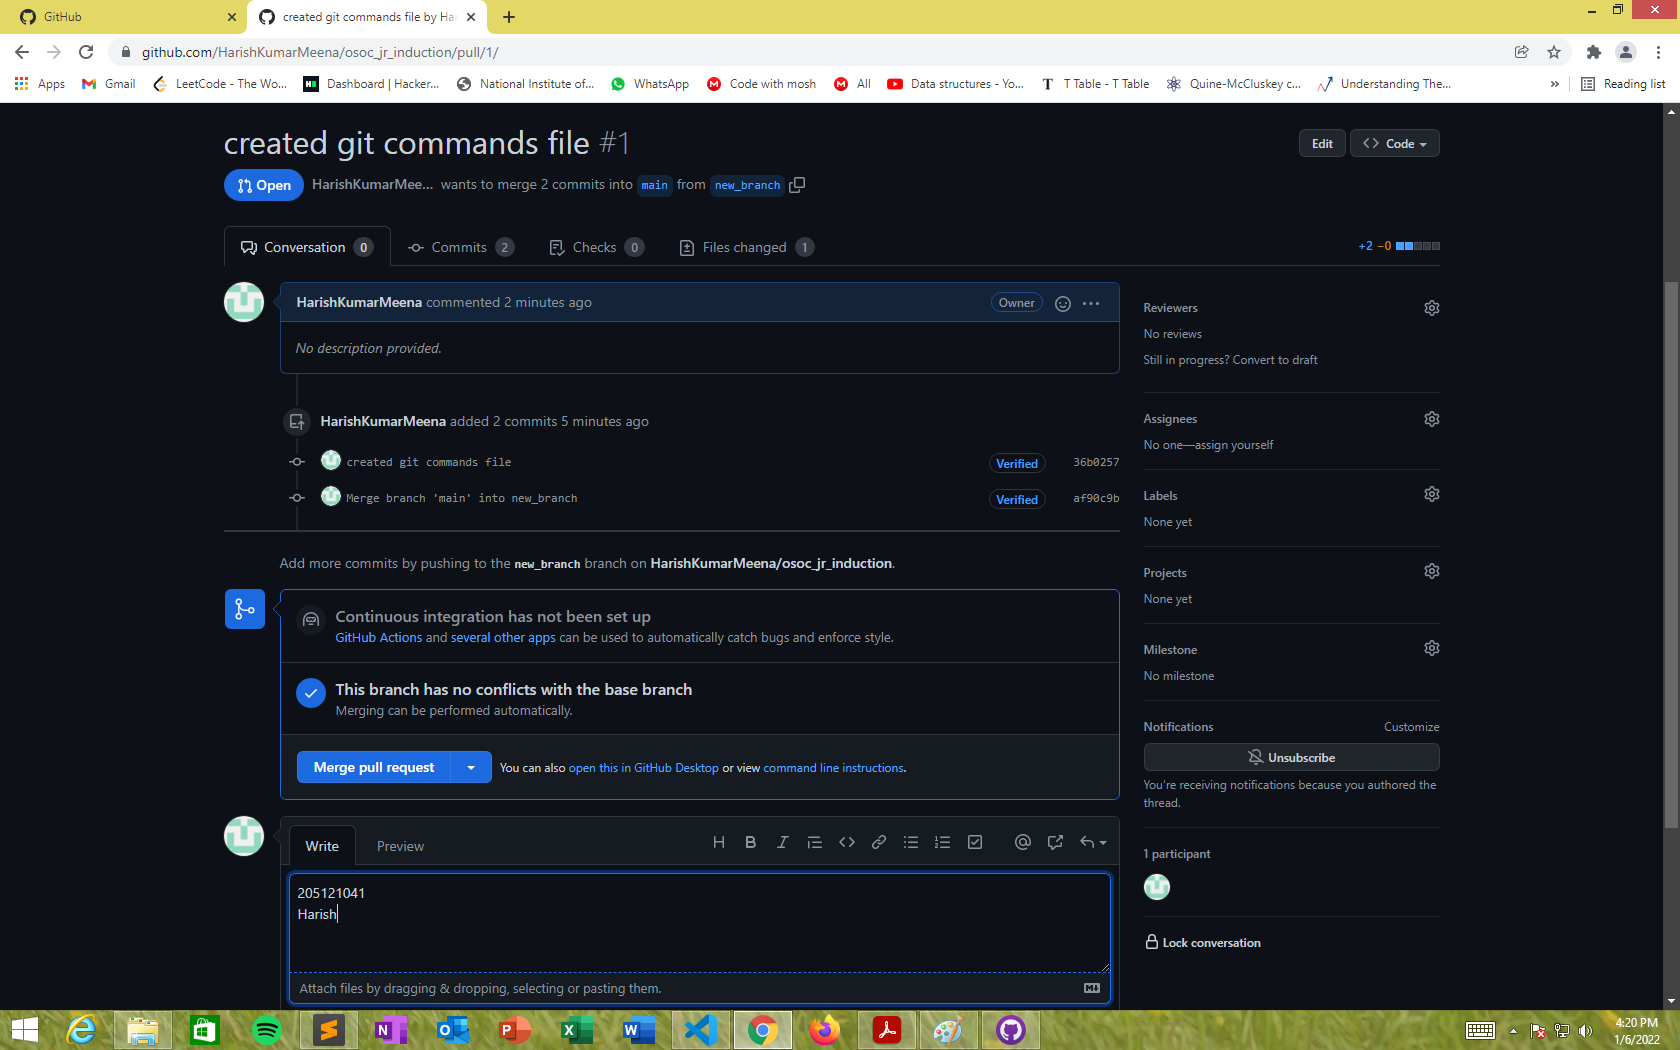 GitHub
created git commands file by Har
github.com/HarishKumarMeena/osoc_jr_induction/pull/1/
Apps
Gmail
LeetCode - The Wo...
Dashboard | Hacker...
National Institute of...
WhatsApp
Code with mosh
All
Data structures - Yo...
T Table - T Table
Quine-McCluskey c...
Understanding The...
»
Reading list
created git commands file #1
Edit
Code
Open
HarishKumarMee... wants to merge 2 commits into main from new_branch
Conversation 0
Commits 2
Checks 0
Files changed 1
+2 −0
HarishKumarMeena commented 2 minutes ago
Owner
No description provided.
HarishKumarMeena added 2 commits 5 minutes ago
created git commands file
Verified
36b0257
Merge branch 'main' into new_branch
Verified
af90c9b
Add more commits by pushing to the new_branch branch on HarishKumarMeena/osoc_jr_induction.
Continuous integration has not been set up
GitHub Actions and several other apps can be used to automatically catch bugs and enforce style.
This branch has no conflicts with the base branch
Merging can be performed automatically.
Merge pull request
You can also open this in GitHub Desktop or view command line instructions.
Write
Preview
205121041
Harish
Attach files by dragging & dropping, selecting or pasting them.
Reviewers
No reviews
Still in progress? Convert to draft
Assignees
No one—assign yourself
Labels
None yet
Projects
None yet
Milestone
No milestone
Notifications
Customize
Unsubscribe
You're receiving notifications because you authored the
thread.
1 participant
Lock conversation
4:20 PM
1/6/2022